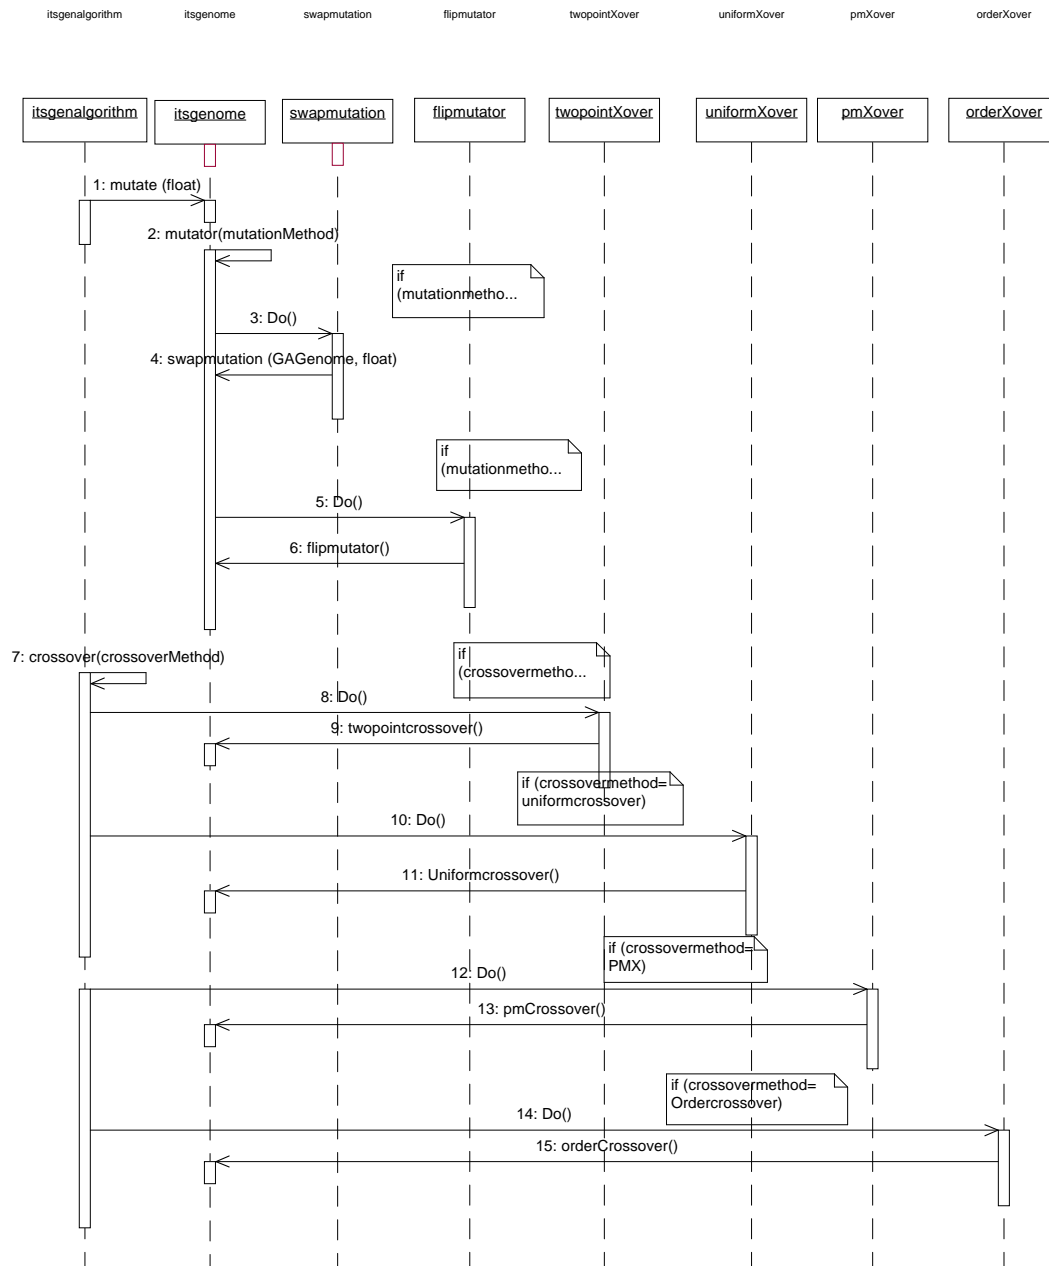 itsgenalgorithm
itsgenome
swapmutation
flipmutator
twopointXover
uniformXover
pmXover
orderXover
itsgenalgorithm
itsgenome
swapmutation
flipmutator
twopointXover
uniformXover
pmXover
orderXover
1: mutate (float)
2: mutator(mutationMethod)
if
(mutationmetho...
3: Do()
4: swapmutation (GAGenome, float)
if
(mutationmetho...
5: Do()
6: flipmutator()
7: crossover(crossoverMethod)
if
(crossovermetho...
8: Do()
9: twopointcrossover()
if (crossovermethod=
uniformcrossover)
10: Do()
11: Uniformcrossover()
if (crossovermethod=
PMX)
12: Do()
13: pmCrossover()
if (crossovermethod=
Ordercrossover)
14: Do()
15: orderCrossover()